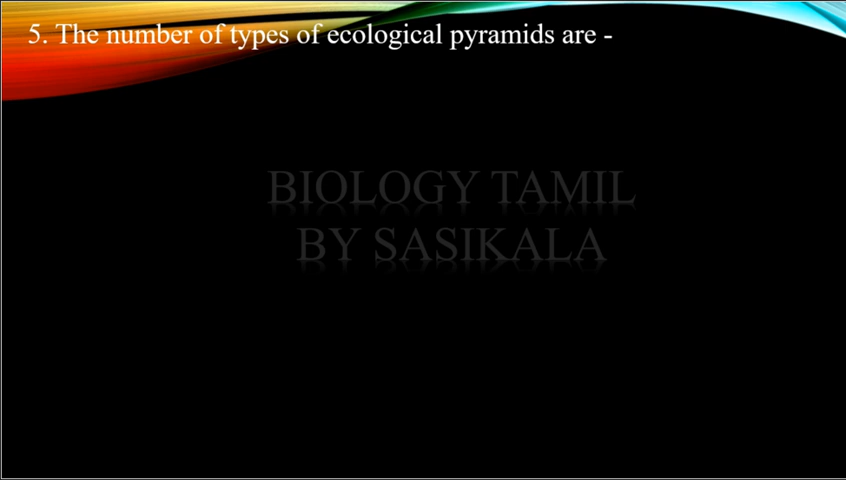 5. The number of types of ecological pyramids are -
BIOLOGY TAMIL
BY SASIKALA